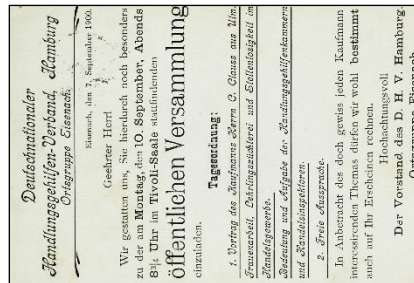 Deutschnationaler
Handlungsgehilfen-Verband, Hamburg
Ortsgruppe Eisenach.
Eisenach, den 7. September 1900.
Geehrter Herr!
Wir gestatten uns, Sie hierdurch noch besonders
zu der am Montag, den 10. September, Abends
8¾ Uhr im Tivoli-Saale stattfindenden
öffentlichen Versammlung
einzuladen.
Tagesordnung:
1. Vortrag des Kaufmanns Herrn C. Clauss aus Ulm.
Frauenarbeit, Lehrlingszüchterei und Stellenlosigkeit im
Handelsgewerbe.
Bedeutung und Aufgabe der Handlungsgehilfenkammern
und Handelsinspektoren.
2. Freie Aussprache.
In Anbetracht des doch gewiss jeden Kaufmann
interessirenden Themas dürfen wir wohl bestimmt
auch auf Ihr Erscheinen rechnen.
Hochachtungsvoll
Der Vorstand des D. H. V. Hamburg.
Ortsgruppe Eisenach.